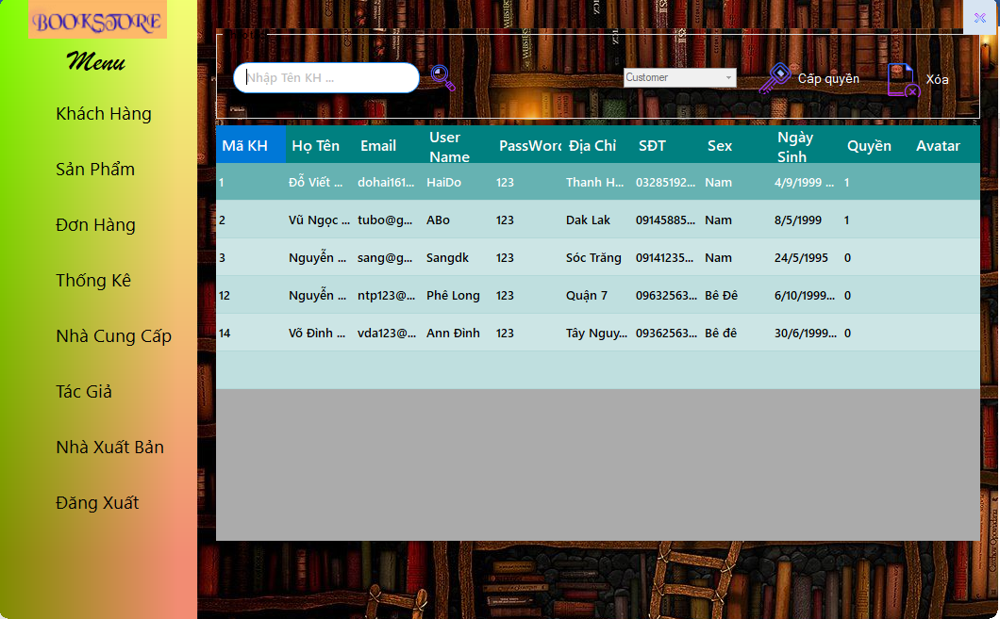 BOOKSTORE
Menu
Khách Hàng
Sản Phẩm
Đơn Hàng
Thống Kê
Nhà Cung Cấp
Tác Giả
Nhà Xuất Bản
Đăng Xuất
Nhập Tên KH ...
Customer
Cấp quyền
Xóa
Mã KH Họ Tên Email User Name PassWord Địa Chỉ SĐT Sex Ngày Sinh Quyền Avatar
1 Đỗ Viết ... dohai161... HaiDo 123 Thanh H... 03285192... Nam 4/9/1999 ... 1
2 Vũ Ngọc ... tubo@g... ABo 123 Dak Lak 09145885... Nam 8/5/1999 1
3 Nguyễn ... sang@g... Sangdk 123 Sóc Trăng 09141235... Nam 24/5/1995 0
12 Nguyễn ... ntp123@... Phê Long 123 Quận 7 09632563... Bê Đê 6/10/1999... 0
14 Võ Đình ... vda123@... Ann Đình 123 Tây Nguy... 09362563... Bê đê 30/6/1999... 0